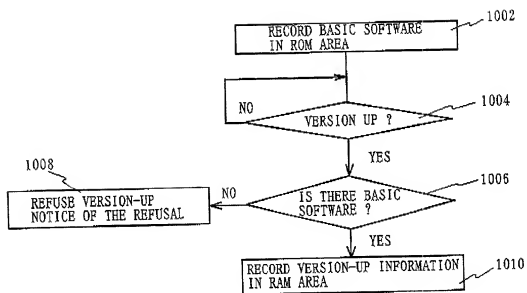 RECORD BASIC SOFTWARE
IN ROM AREA
1002
NO
VERSION UP ?
1004
YES
1008
REFUSE VERSION-UP
NOTICE OF THE REFUSAL
NO
IS THERE BASIC
SOFTWARE ?
1006
YES
RECORD VERSION-UP INFORMATION
IN RAM AREA
1010